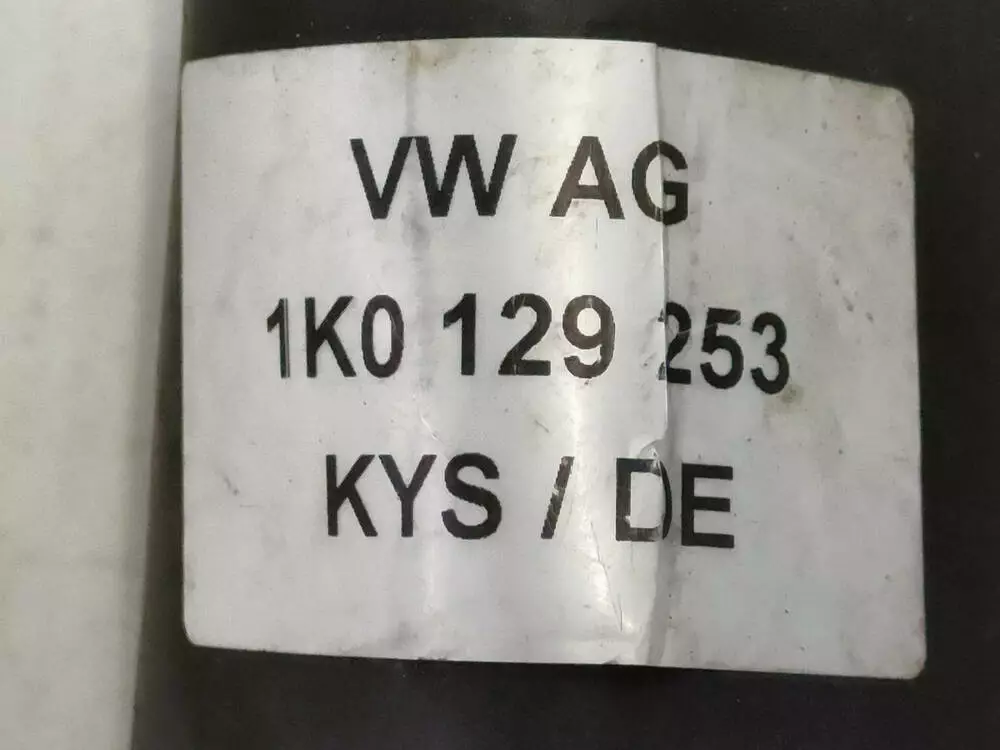 VW AG
1K0 129 253
KYS / DE